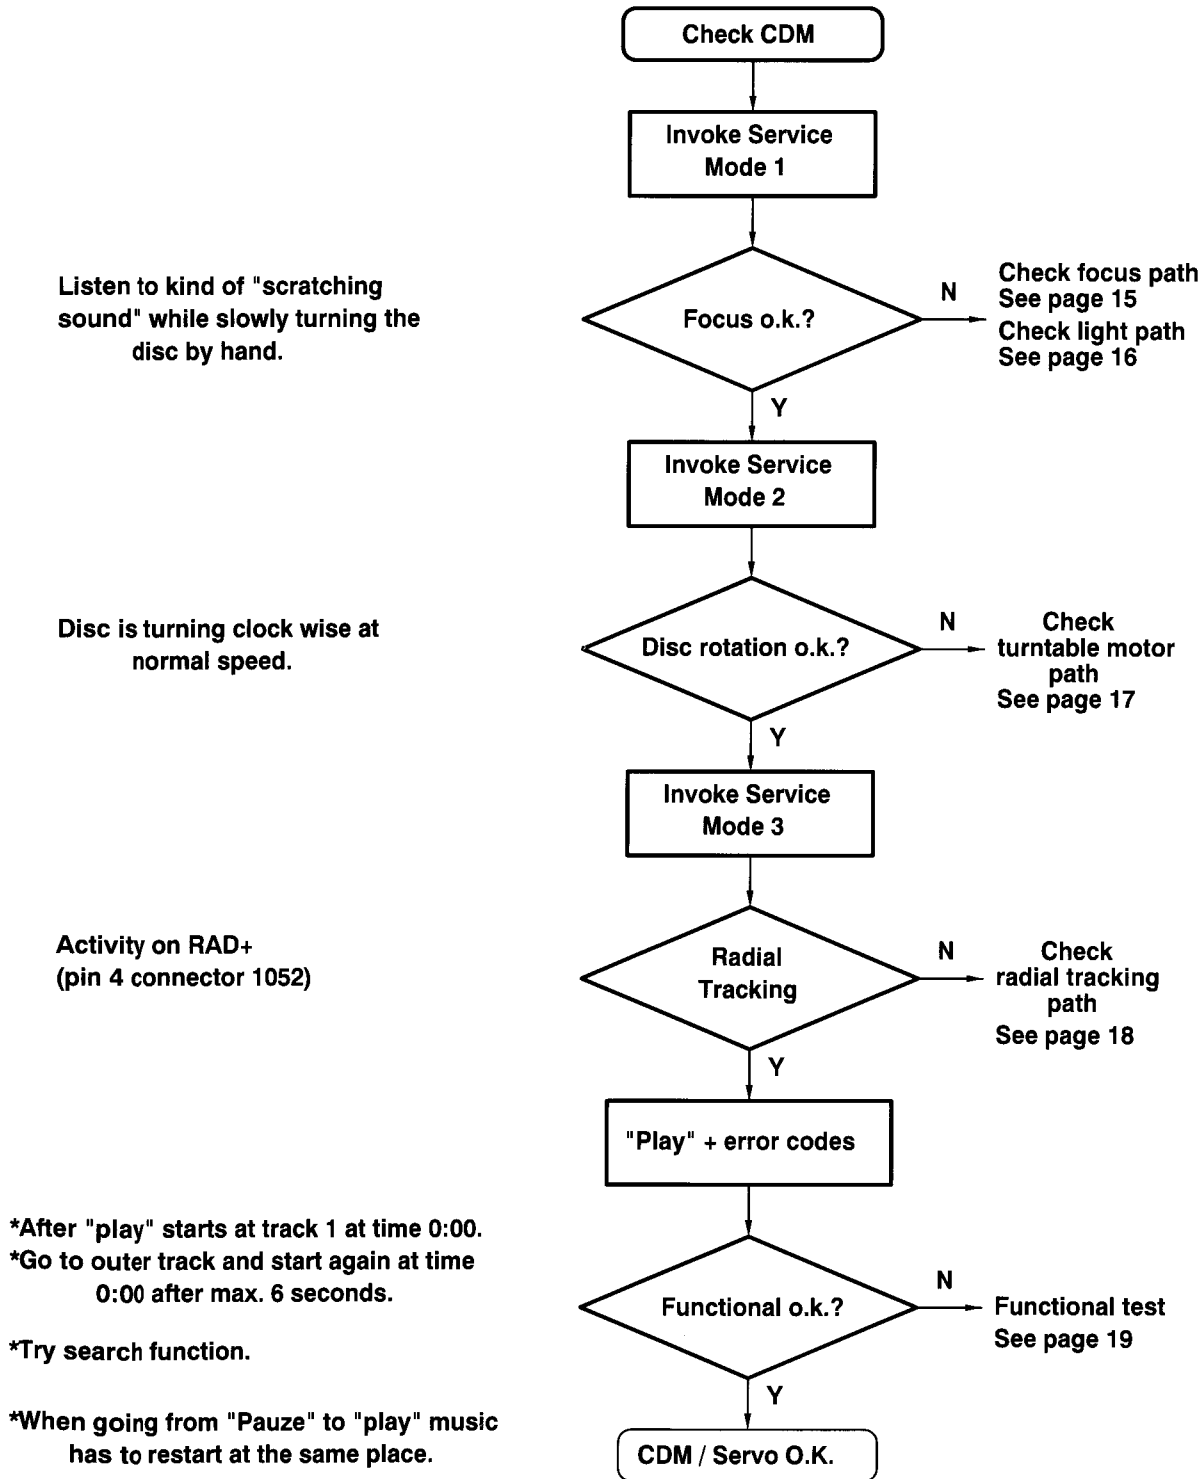 Check CDM
Invoke Service
Mode 1
Listen to kind of "scratching
sound" while slowly turning the
disc by hand.
Focus o.k.?
N
Check focus path
See page 15
Check light path
See page 16
Y
Invoke Service
Mode 2
Disc is turning clock wise at
normal speed.
Disc rotation o.k.?
N
Check
turntable motor
path
See page 17
Y
Invoke Service
Mode 3
Activity on RAD+
(pin 4 connector 1052)
Radial
Tracking
N
Check
radial tracking
path
See page 18
Y
"Play" + error codes
*After "play" starts at track 1 at time 0:00.
*Go to outer track and start again at time
0:00 after max. 6 seconds.
*Try search function.
*When going from "Pauze" to "play" music
has to restart at the same place.
Functional o.k.?
N
Functional test
See page 19
Y
CDM / Servo O.K.